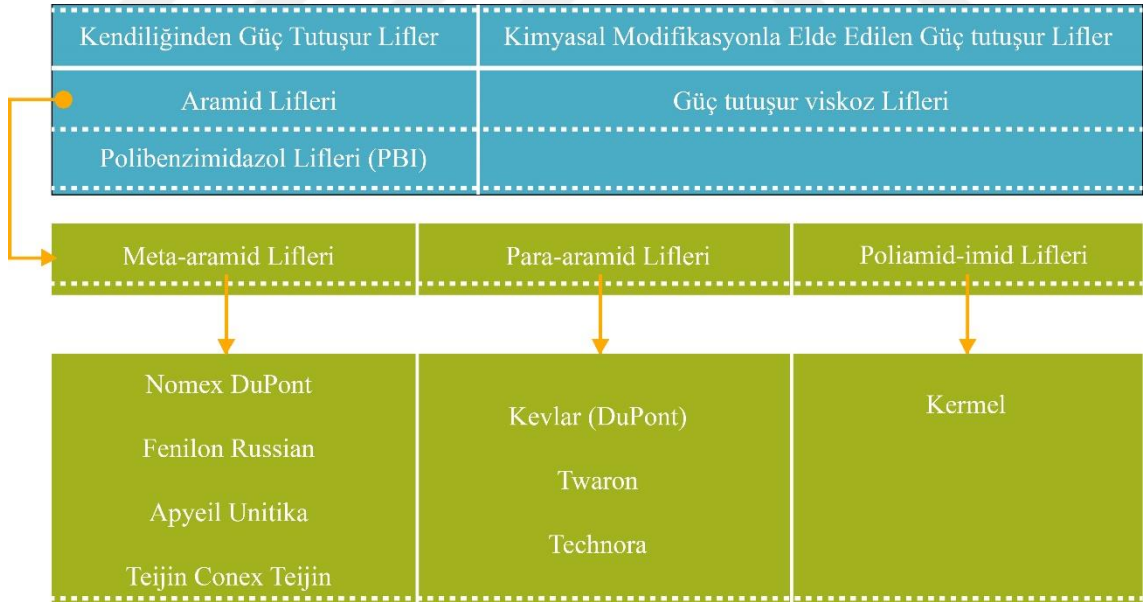 Kendiliğinden Güç Tutuşur Lifler
Kimyasal Modifikasyonla Elde Edilen Güç tutuşur Lifler
Aramid Lifleri
Güç tutuşur viskoz Lifleri
Polibenzimidazol Lifleri (PBI)
Meta-aramid Lifleri
Para-aramid Lifleri
Poliamid-imid Lifleri
Nomex DuPont
Fenilon Russian
Apyeil Unitika
Teijin Conex Teijin
Kevlar (DuPont)
Twaron
Technora
Kermel